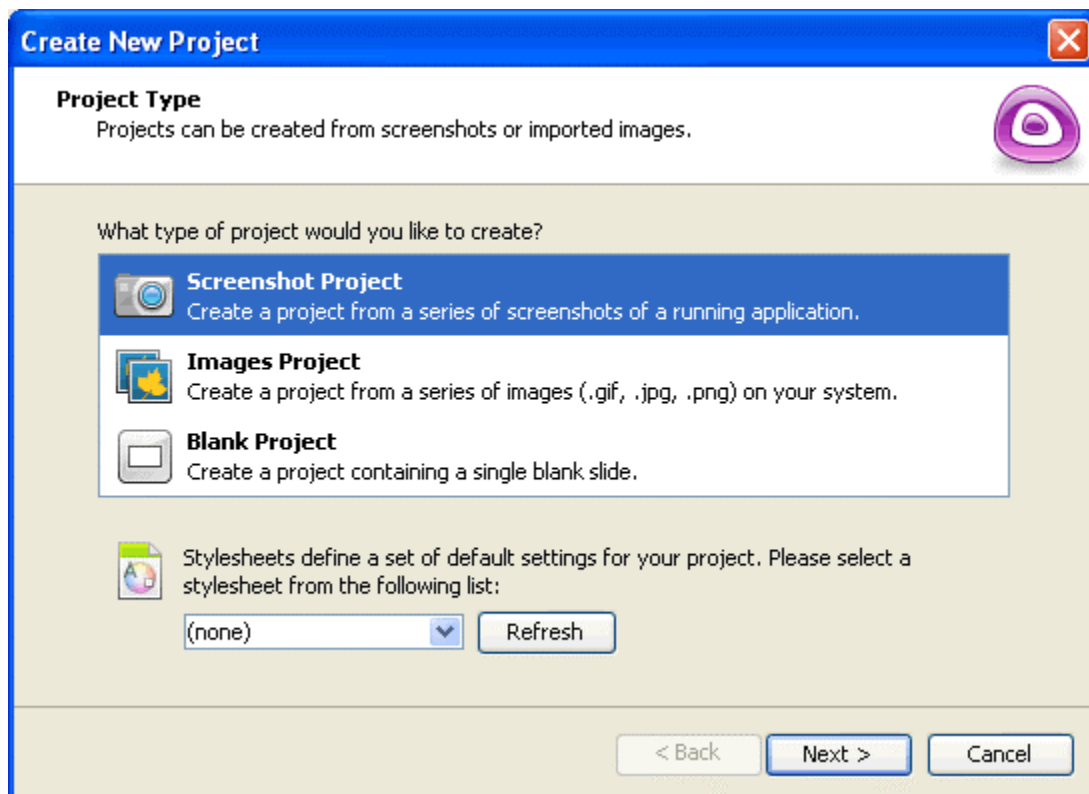 Create New Project
Project Type
Projects can be created from screenshots or imported images.
What type of project would you like to create?
Screenshot Project
Create a project from a series of screenshots of a running application.
Images Project
Create a project from a series of images (.gif, .jpg, .png) on your system.
Blank Project
Create a project containing a single blank slide.
Stylesheets define a set of default settings for your project. Please select a
stylesheet from the following list:
(none) Refresh
< Back Next > Cancel